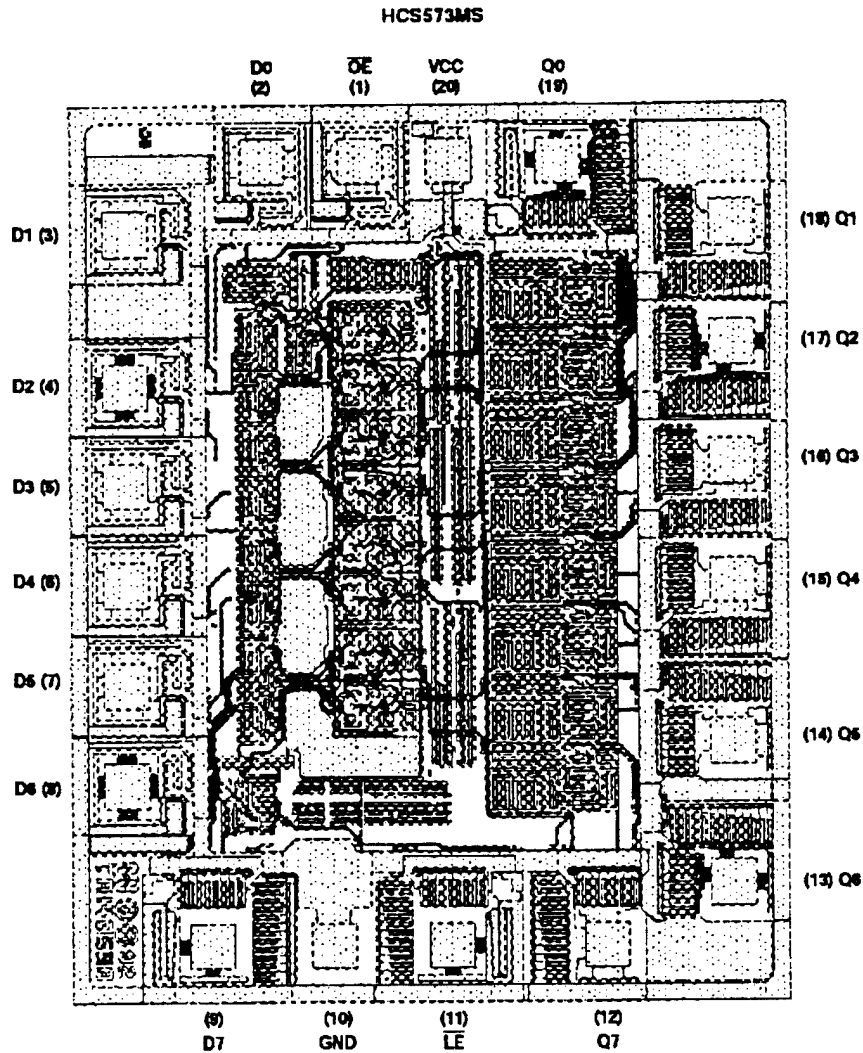 HCS573MS
D0 OE VCC Q0
(2) (1) (20) (19)
D1 (3)
(18) Q1
(17) Q2
D2 (4)
(16) Q3
D3 (5)
D4 (6)
(15) Q4
D5 (7)
(14) Q5
D6 (8)
(13) Q6
(9) (10) (11) (12)
D7 GND LE Q7